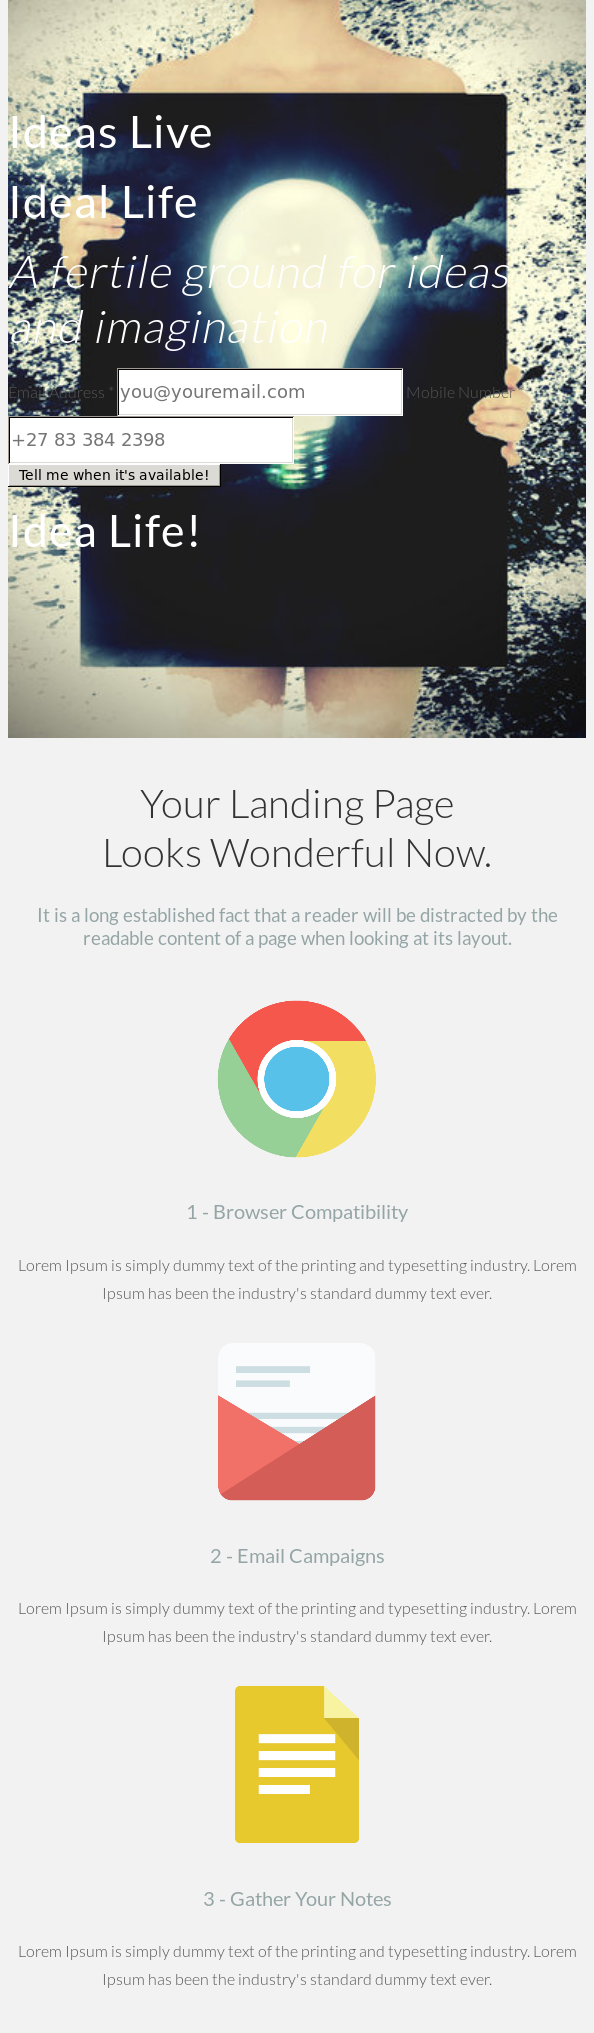 Ideas Live
Ideal Life
A fertile ground for ideas
and imagination
Email Address * you@youremail.com Mobile Number
+27 83 384 2398
Tell me when it's available!
Idea Life!
Your Landing Page
Looks Wonderful Now.
It is a long established fact that a reader will be distracted by the
readable content of a page when looking at its layout.
1 - Browser Compatibility
Lorem Ipsum is simply dummy text of the printing and typesetting industry. Lorem
Ipsum has been the industry's standard dummy text ever.
2 - Email Campaigns
Lorem Ipsum is simply dummy text of the printing and typesetting industry. Lorem
Ipsum has been the industry's standard dummy text ever.
3 - Gather Your Notes
Lorem Ipsum is simply dummy text of the printing and typesetting industry. Lorem
Ipsum has been the industry's standard dummy text ever.